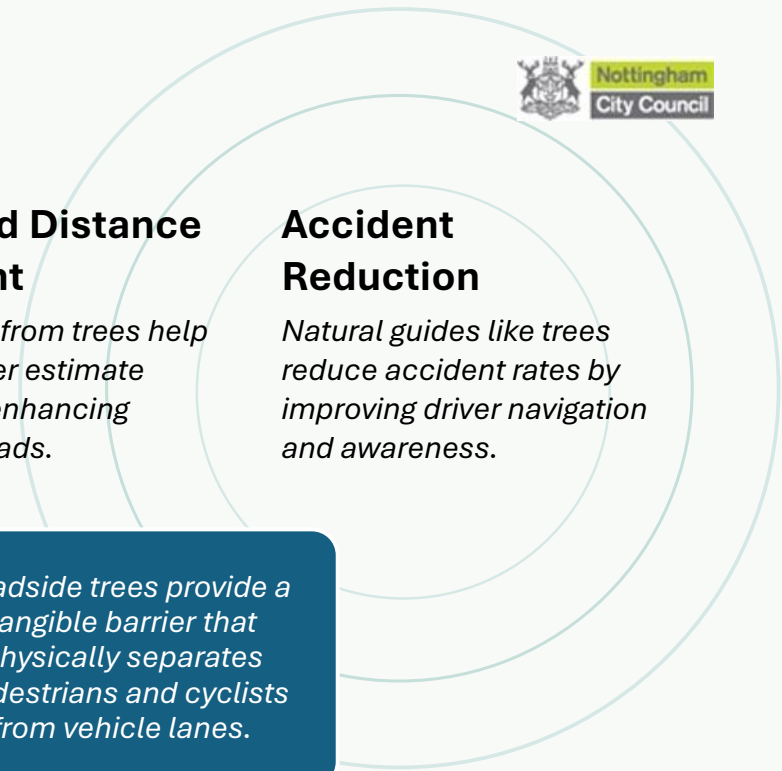 Nottingham
City Council
d Distance
nt
from trees help
er estimate
enhancing
ads.
Accident
Reduction
Natural guides like trees
reduce accident rates by
improving driver navigation
and awareness.
adside trees provide a
angible barrier that
hysically separates
destrians and cyclists
from vehicle lanes.